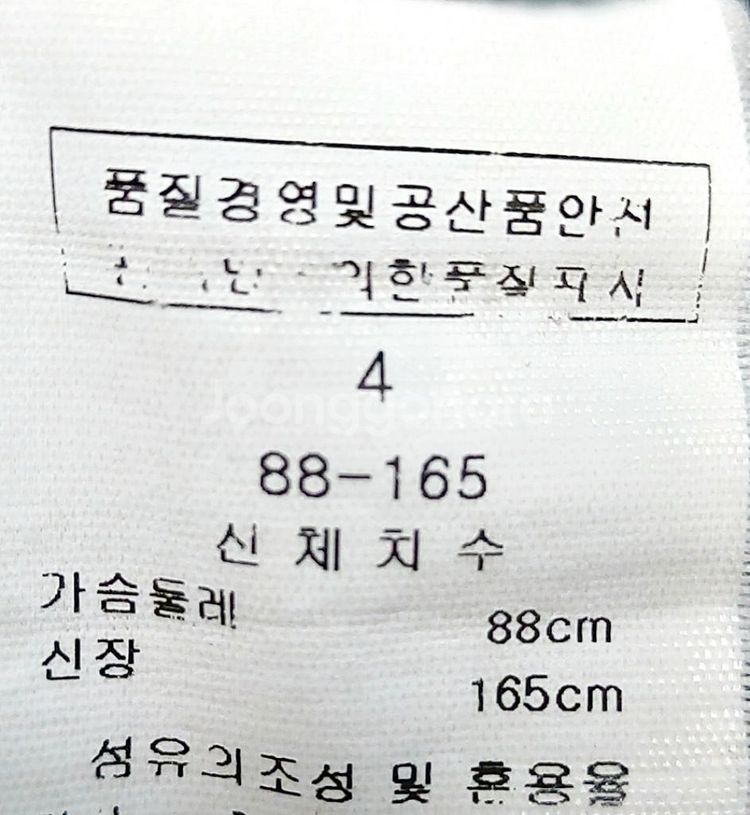 품질경영및공산품안전
의한품질표시
4
88-165
신체치수
가슴둘레 88cm
신장 165cm
섬유의조성 및 혼용율
Joonggonara